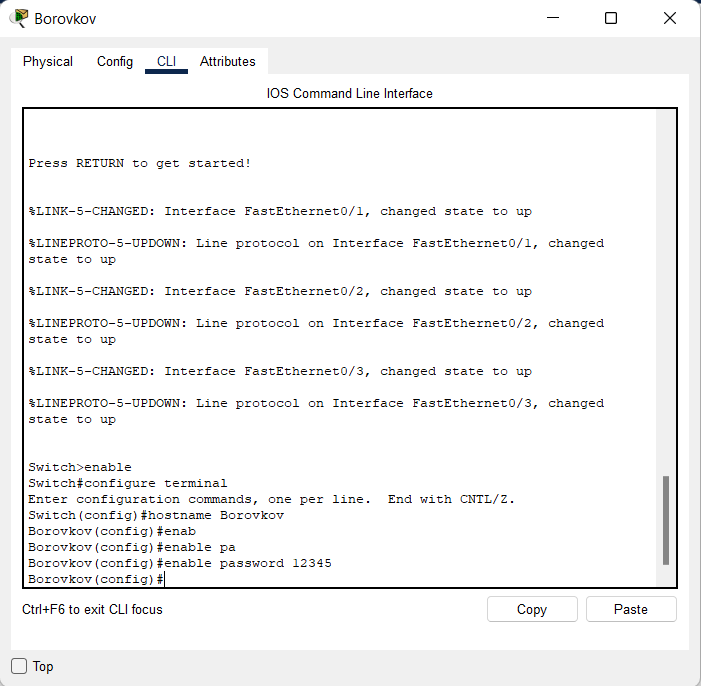 Borovkov
Physical Config CLI Attributes
IOS Command Line Interface
Press RETURN to get started!
%LINK-5-CHANGED: Interface FastEthernet0/1, changed state to up
%LINEPROTO-5-UPDOWN: Line protocol on Interface FastEthernet0/1, changed
state to up
%LINK-5-CHANGED: Interface FastEthernet0/2, changed state to up
%LINEPROTO-5-UPDOWN: Line protocol on Interface FastEthernet0/2, changed
state to up
%LINK-5-CHANGED: Interface FastEthernet0/3, changed state to up
%LINEPROTO-5-UPDOWN: Line protocol on Interface FastEthernet0/3, changed
state to up
Switch>enable
Switch#configure terminal
Enter configuration commands, one per line.  End with CNTL/Z.
Switch(config)#hostname Borovkov
Borovkov(config)#enab
Borovkov(config)#enable pa
Borovkov(config)#enable password 12345
Borovkov(config)#
Ctrl+F6 to exit CLI focus
Copy Paste
Top